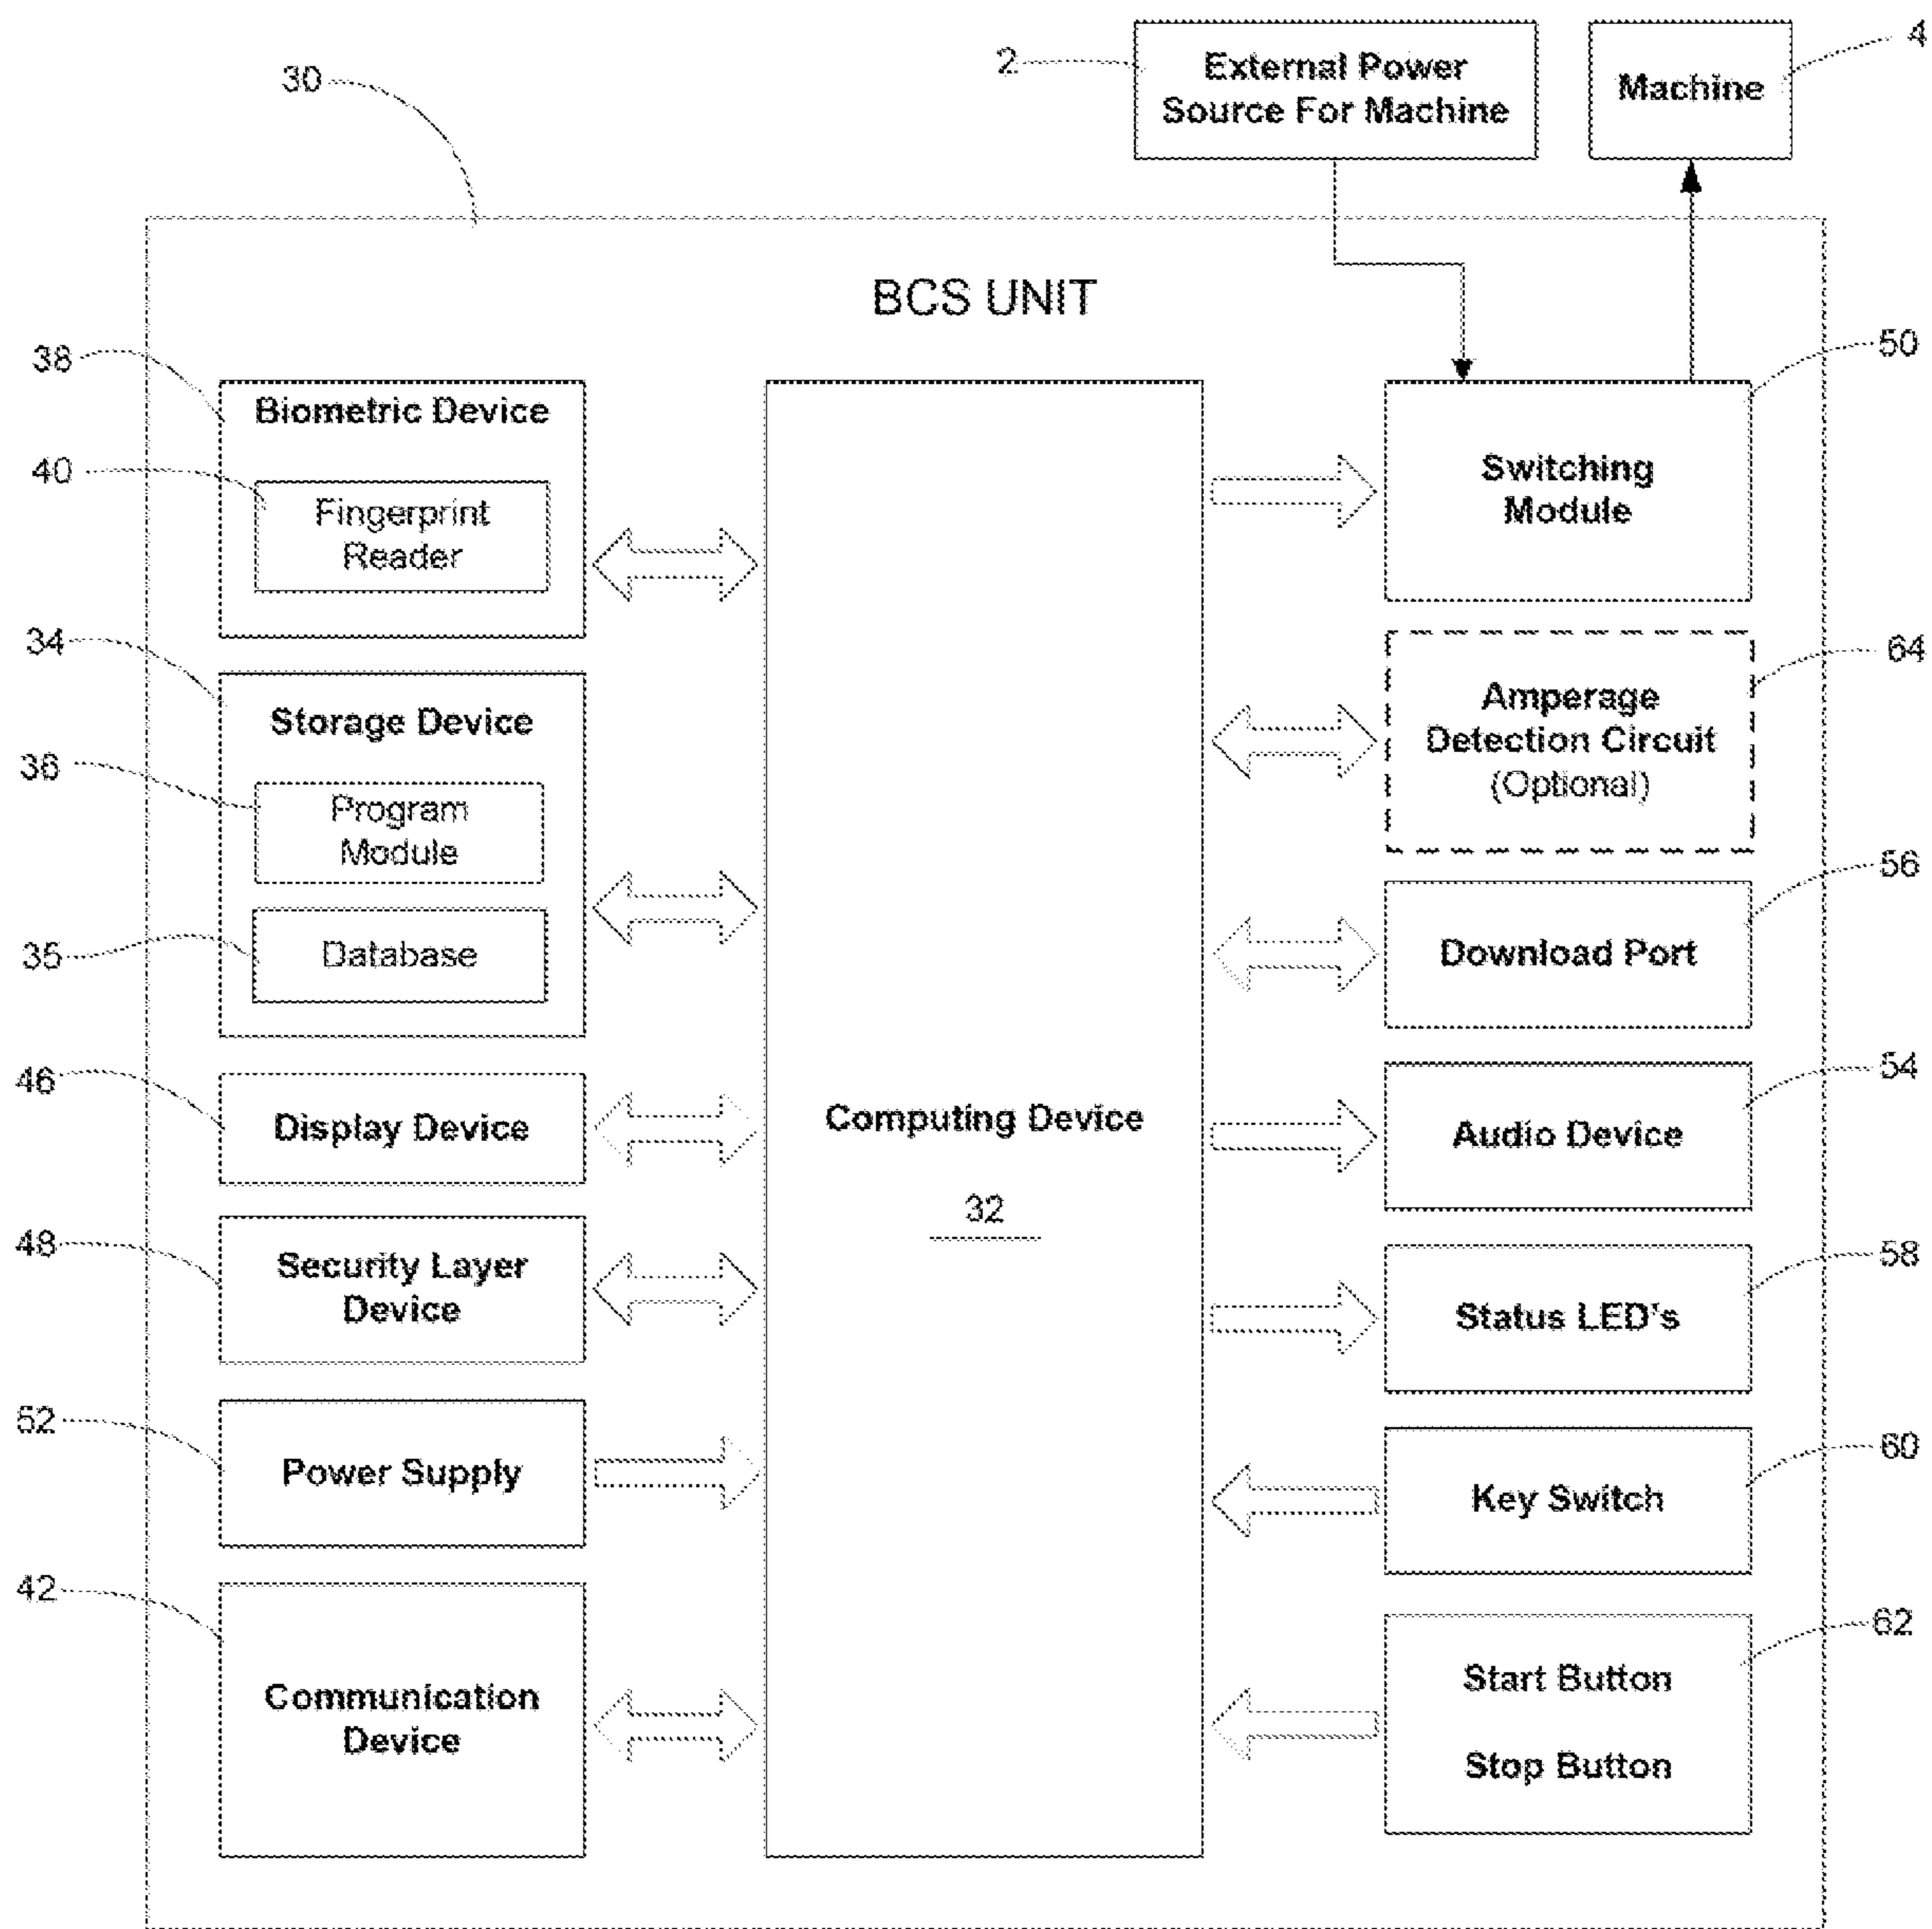 2
External Power
Source For Machine
Machine
4
30
BCS UNIT
38
Biometric Device
40
Fingerprint
Reader
34
Storage Device
36
Program
Module
35
Database
46
Display Device
48
Security Layer
Device
52
Power Supply
42
Communication
Device
Computing Device
32
50
Switching
Module
64
Amperage
Detection Circuit
(Optional)
56
Download Port
54
Audio Device
58
Status LED's
60
Key Switch
62
Start Button
Stop Button